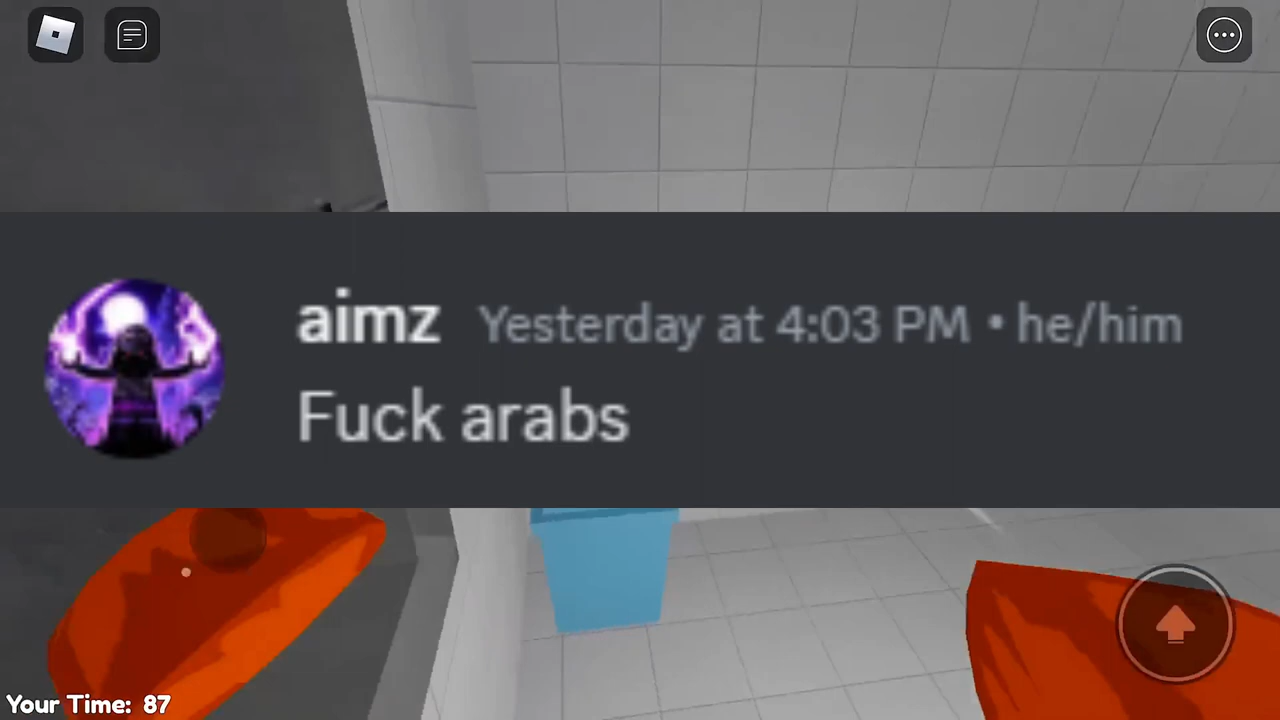 aimz Yesterday at 4:03 PM • he/him
Fuck arabs
Your Time: 87